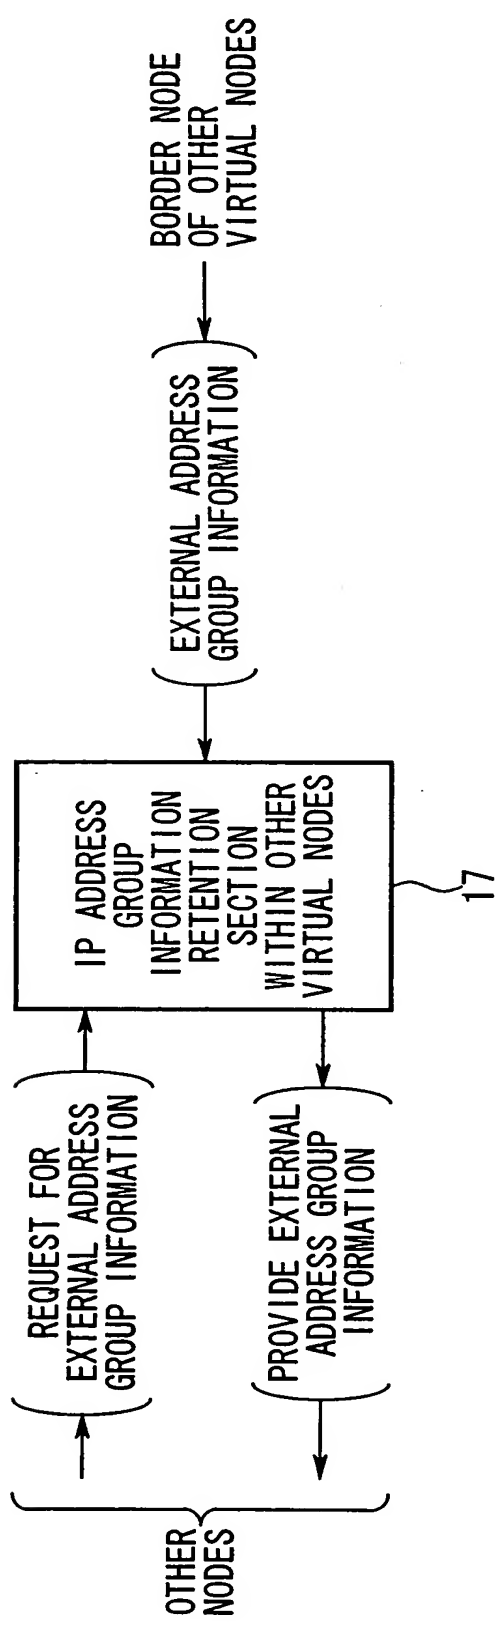 OTHER
NODES
REQUEST FOR
EXTERNAL ADDRESS
GROUP INFORMATION
PROVIDE EXTERNAL
ADDRESS GROUP
INFORMATION
IP ADDRESS
GROUP
INFORMATION
RETENTION
SECTION
WITHIN OTHER
VIRTUAL NODES
17
EXTERNAL ADDRESS
GROUP INFORMATION
BORDER NODE
OF OTHER
VIRTUAL NODES